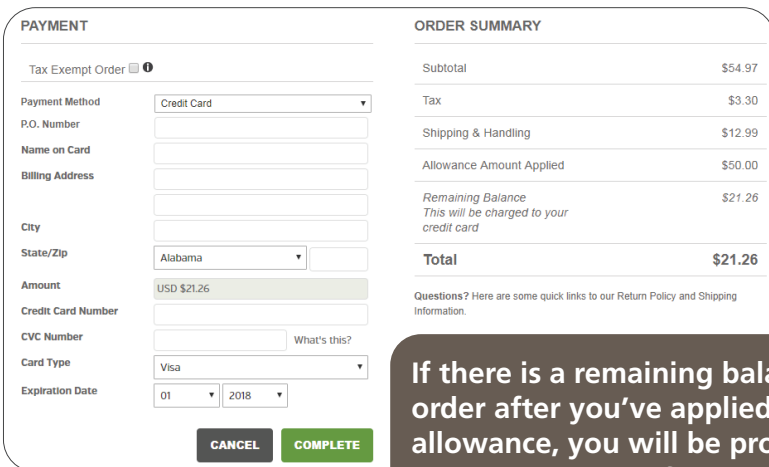 PAYMENT
Tax Exempt Order
Payment Method Credit Card
P.O. Number
Name on Card
Billing Address
City
State/Zip Alabama
Amount USD $21.26
Credit Card Number
CVC Number What's this?
Card Type Visa
Expiration Date 01 2018
CANCEL COMPLETE
ORDER SUMMARY
Subtotal $54.97
Tax $3.30
Shipping & Handling $12.99
Allowance Amount Applied $50.00
Remaining Balance $21.26
This will be charged to your
credit card
Total $21.26
Questions? Here are some quick links to our Return Policy and Shipping
Information.
If there is a remaining
order after you've applied
allowance, you will be